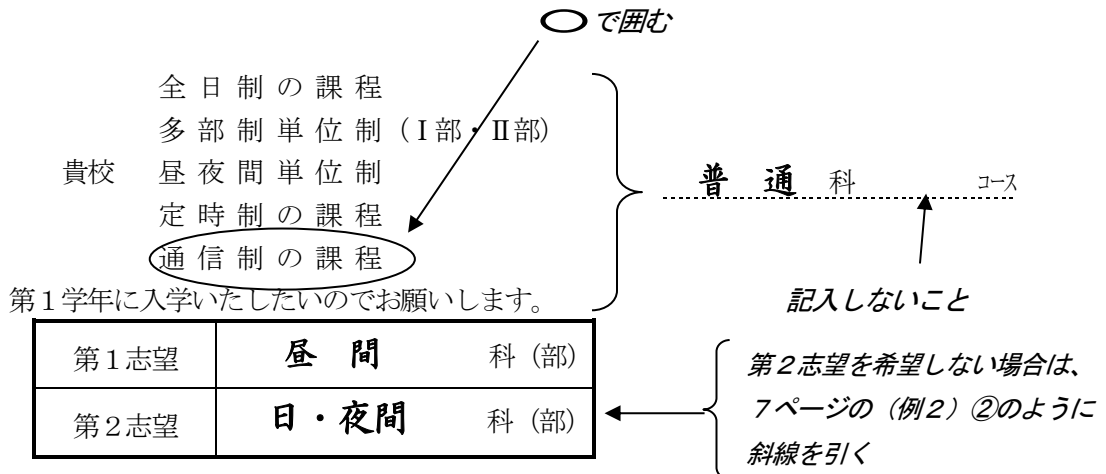 ◯で囲む
全日制の課程
多部制単位制(Ⅰ部・Ⅱ部)
貴校 昼夜間単位制
普通科 コース
定時制の課程
通信制の課程
第1学年に入学いたしたいのでお願いします。
記入しないこと
第1志望 昼間 科(部)
第2志望 日・夜間 科(部)
第2志望を希望しない場合は、
7ページの(例2)②のように
斜線を引く